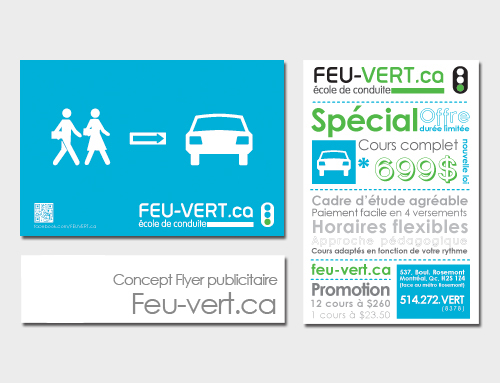 facebook.com/FEUVERT.ca
FEU-VERT.ca
école de conduite
Concept Flyer publicitaire
Feu-vert.ca
FEU-VERT.ca
école de conduite
Spécial Offre
durée limitée
Cours complet
* 699$
nouvelle loi
Cadre d'étude agréable
Paiement facile en 4 versements
Horaires flexibles
Approche pédagogique
Cours adaptés en fonction de votre rythme
feu-vert.ca
Promotion
12 cours à $260
1 cours à $23.50
537, Boul. Rosemont
Montréal, Qc, H2S 1Z4
(face au métro Rosemont)
514.272.VERT
(8378)